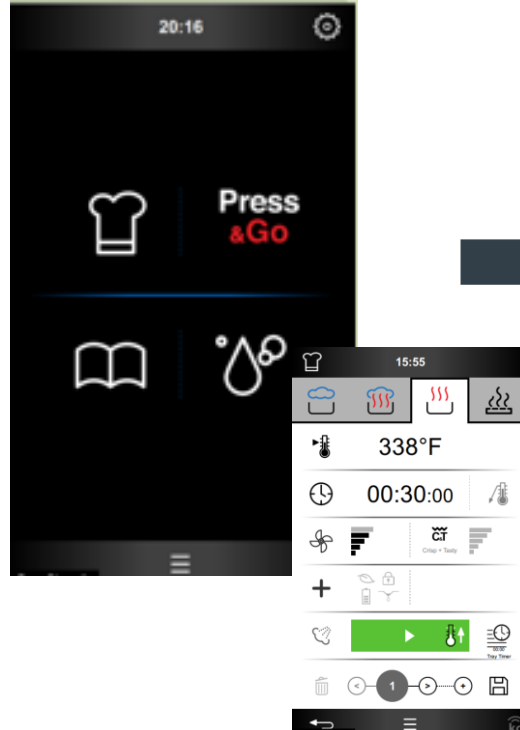 20:16
Press
&Go
15:55
338°F
00:30:00
C.T
Crisp + Tasty
00:00
Tray Timer
1